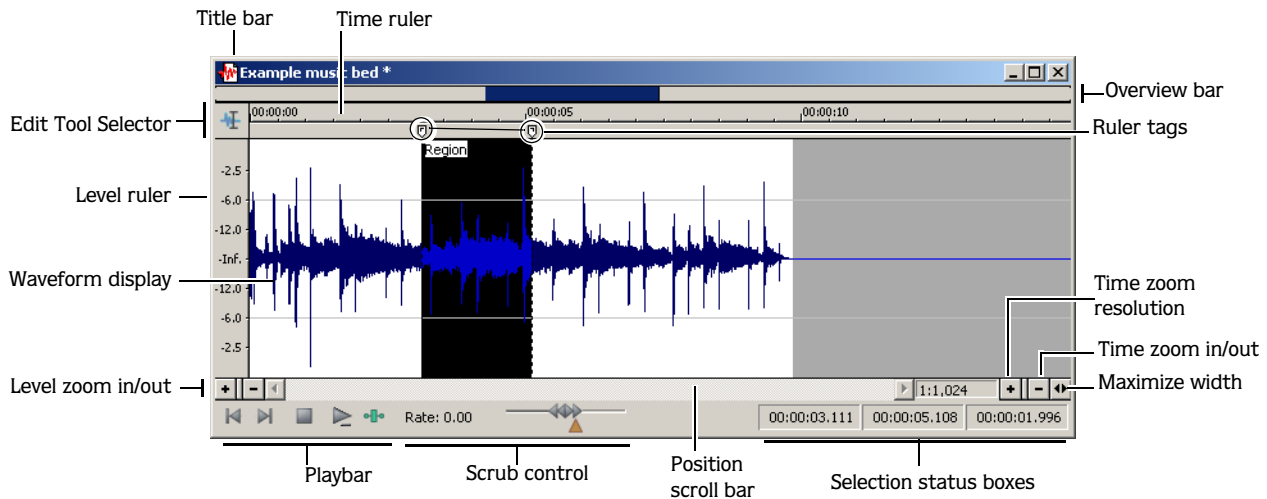 Title bar
Time ruler
Example music bed *
Overview bar
Edit Tool Selector
00:00:00
00:00:05
00:00:10
Ruler tags
Region
Level ruler
-2.5
-6.0
-12.0
-Inf.
-12.0
-6.0
-2.5
Waveform display
Time zoom
resolution
Time zoom in/out
Level zoom in/out
1:1,024
Maximize width
Rate: 0.00
00:00:03.111
00:00:05.108
00:00:01.996
Playbar
Scrub control
Position
scroll bar
Selection status boxes